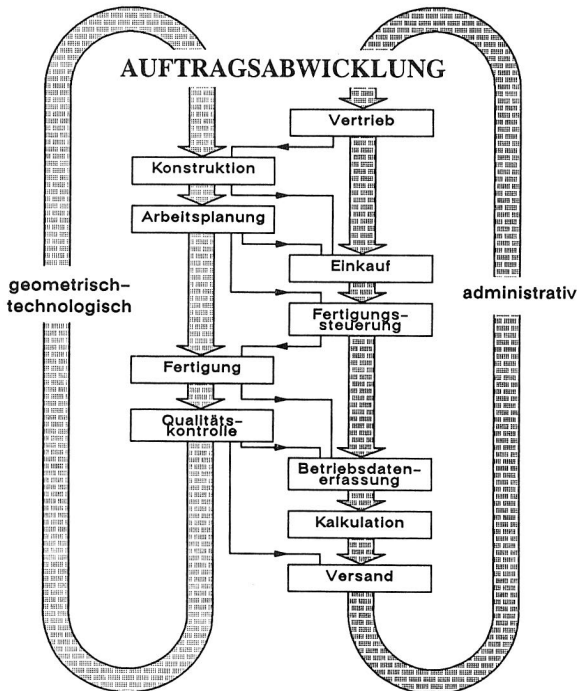 AUFTRAGSABWICKLUNG
Vertrieb
Konstruktion
Arbeitsplanung
Einkauf
geometrisch-
technologisch
administrativ
Fertigungs-
steuerung
Fertigung
Qualitäts-
kontrolle
Betriebsdaten-
erfassung
Kalkulation
Versand